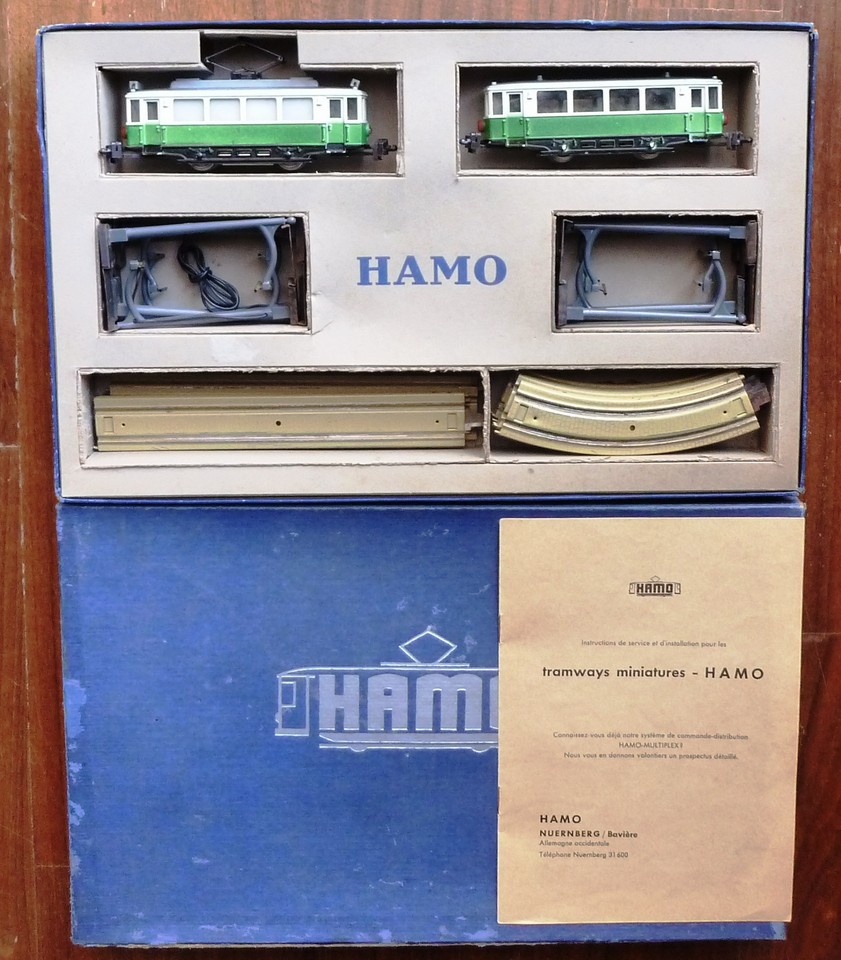 HAMO
HAMO
HAMO
Instructions de service et d'installation pour les
tramways miniatures - HAMO
Connaissez-vous déjà notre système de commande-distribution
HAMO-MULTIPLEX?
Nous vous en donnons volontiers un prospectus détaillé.
HAMO
NUERNBERG / Bavière
Allemagne occidentale
Téléphone Nuernberg 31600